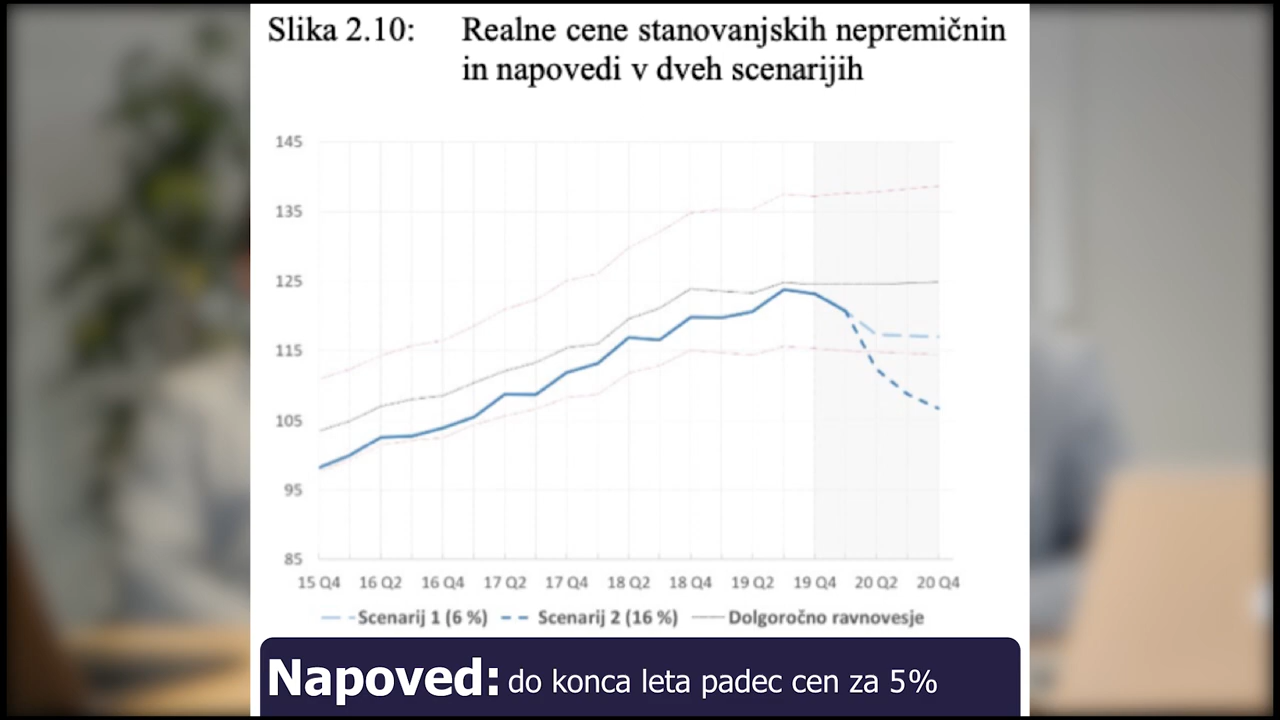 Slika 2.10: Realne cene stanovanjskih nepremičnin
in napovedi v dveh scenarijih
145
135
125
115
105
95
85
15 Q4 16 Q2 16 Q4 17 Q2 17 Q4 18 Q2 18 Q4 19 Q2 19 Q4 20 Q2 20 Q4
Scenarij 1 (6 %) Scenarij 2 (16 %) Dolgoročno ravnovesje
Napoved: do konca leta padec cen za 5%